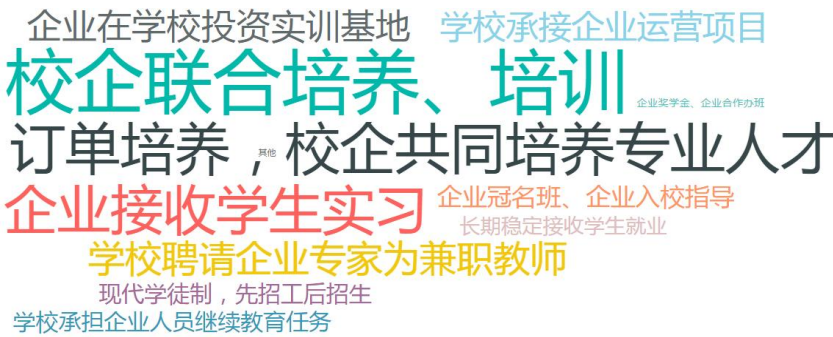 企业在学校投资实训基地
学校承接企业运营项目
校企联合培养、培训
企业奖学金、企业合作办班
订单培养，校企共同培养专业人才
其他
企业接收学生实习
企业冠名班、企业入校指导
长期稳定接收学生就业
学校聘请企业专家为兼职教师
现代学徒制，先招工后招生
学校承担企业人员继续教育任务